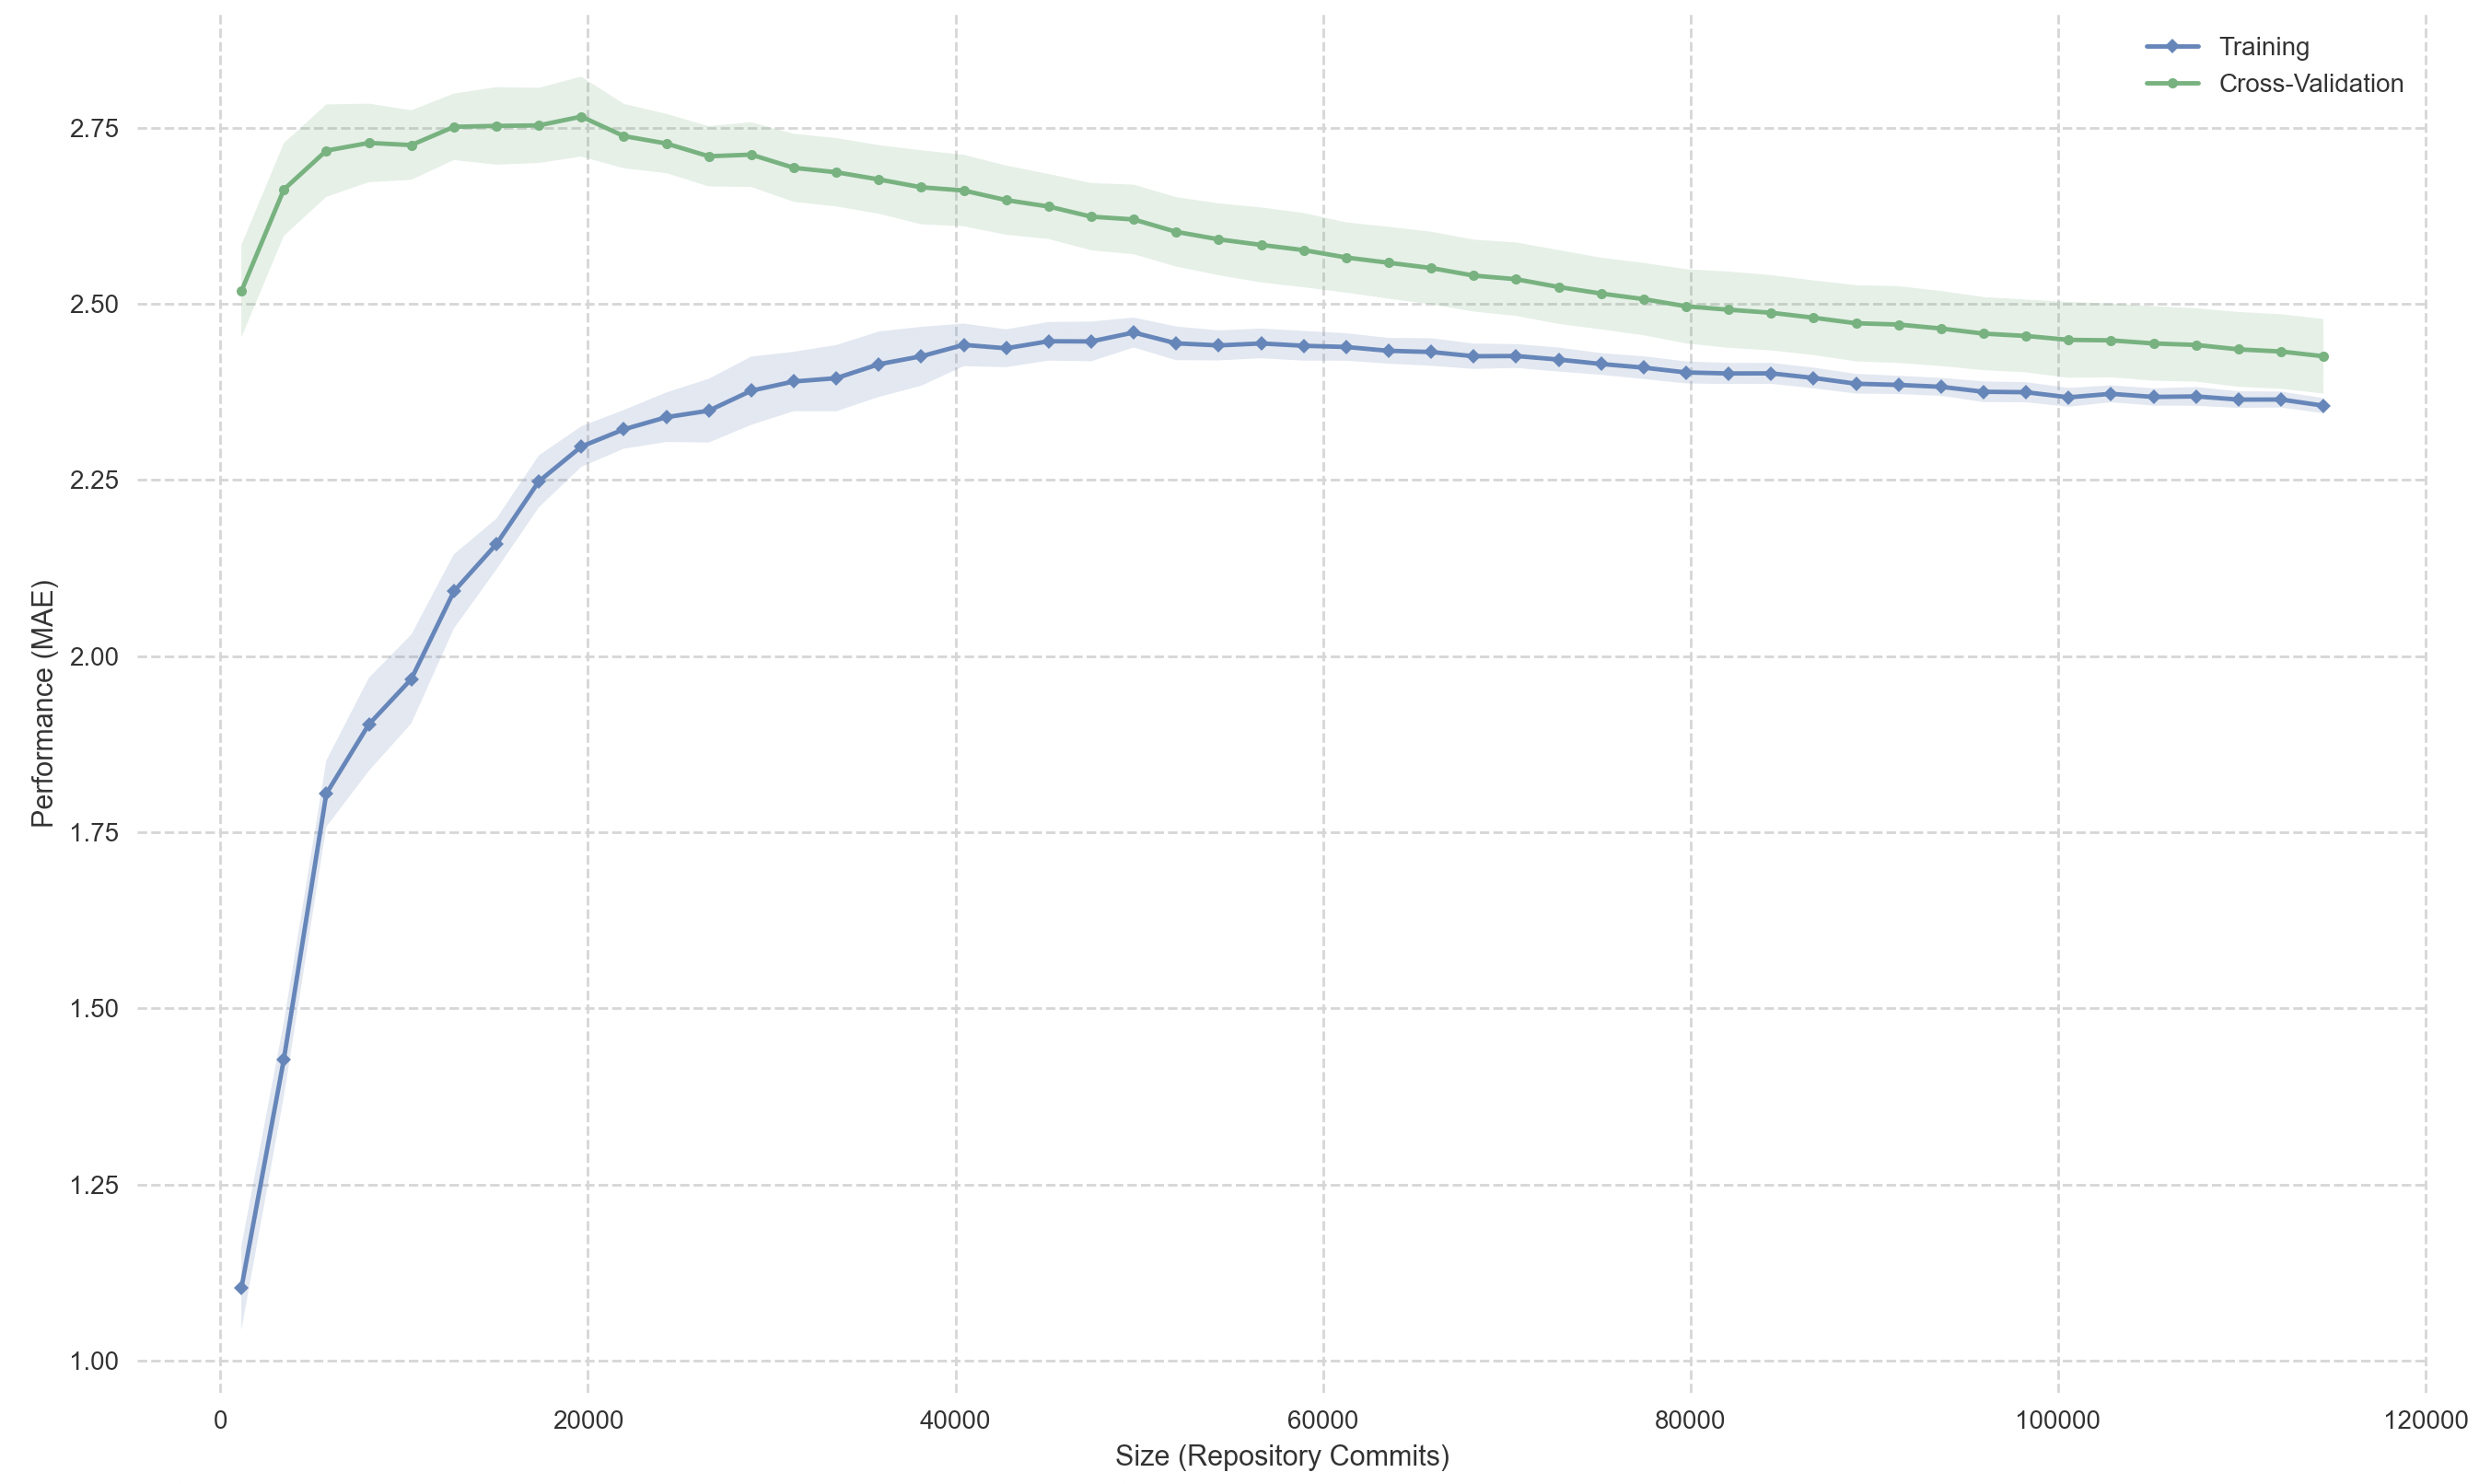 Training
Cross-Validation
2.75
2.50
2.25
2.00
1.75
1.50
1.25
1.00
Performance (MAE)
0 20000 40000 60000 80000 100000 120000
Size (Repository Commits)